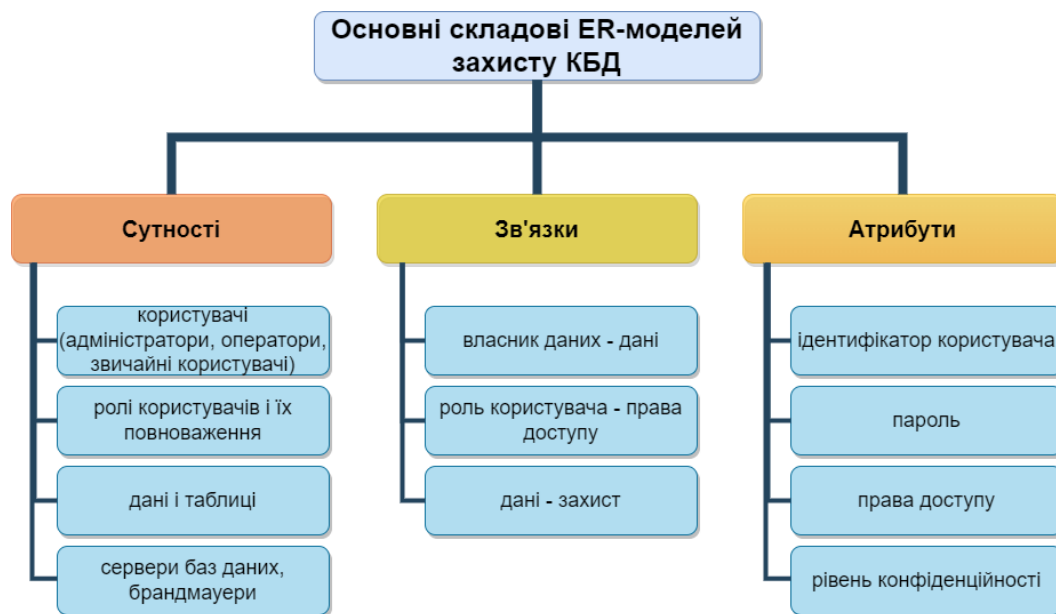 Основні складові ER-моделей
захисту КБД
Сутності
користувачі
(адміністратори, оператори,
звичайні користувачі)
ролі користувачів і їх
повноваження
дані і таблиці
сервери баз даних,
брандмауери
Зв'язки
власник даних - дані
роль користувача - права
доступу
дані - захист
Атрибути
ідентифікатор користувача
пароль
права доступу
рівень конфіденційності